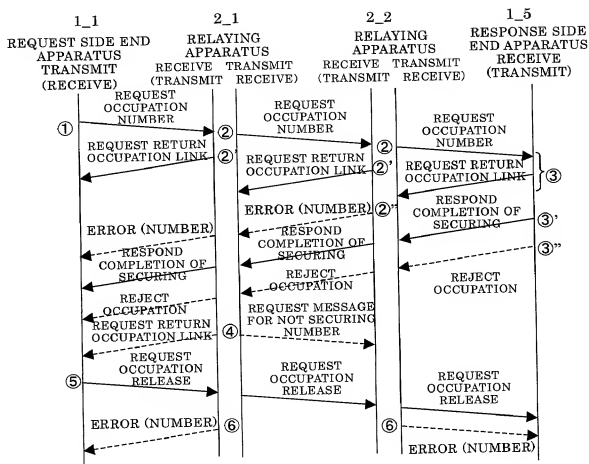 1_1
2_1
2_2
1_5
REQUEST SIDE END
APPARATUS
TRANSMIT
(RECEIVE)
RELAYING
APPARATUS
RECEIVE TRANSMIT
(TRANSMIT RECEIVE)
RELAYING
APPARATUS
RECEIVE TRANSMIT
(TRANSMIT RECEIVE)
RESPONSE SIDE
END APPARATUS
RECEIVE
(TRANSMIT)
REQUEST
OCCUPATION
NUMBER
①
②
REQUEST
OCCUPATION
NUMBER
②
REQUEST
OCCUPATION
NUMBER
REQUEST RETURN
OCCUPATION LINK
②'
REQUEST RETURN
OCCUPATION LINK
②'
REQUEST RETURN
OCCUPATION LINK
③
ERROR (NUMBER)
ERROR (NUMBER)
②"
RESPOND
COMPLETION OF
SECURING
③'
RESPOND
COMPLETION OF
SECURING
RESPOND
COMPLETION OF
SECURING
③"
REJECT
OCCUPATION
REJECT
OCCUPATION
REJECT
OCCUPATION
REQUEST RETURN
OCCUPATION LINK
④
REQUEST MESSAGE
FOR NOT SECURING
NUMBER
REQUEST
OCCUPATION
RELEASE
⑤
REQUEST
OCCUPATION
RELEASE
REQUEST
OCCUPATION
RELEASE
ERROR (NUMBER)
⑥
⑥
ERROR (NUMBER)